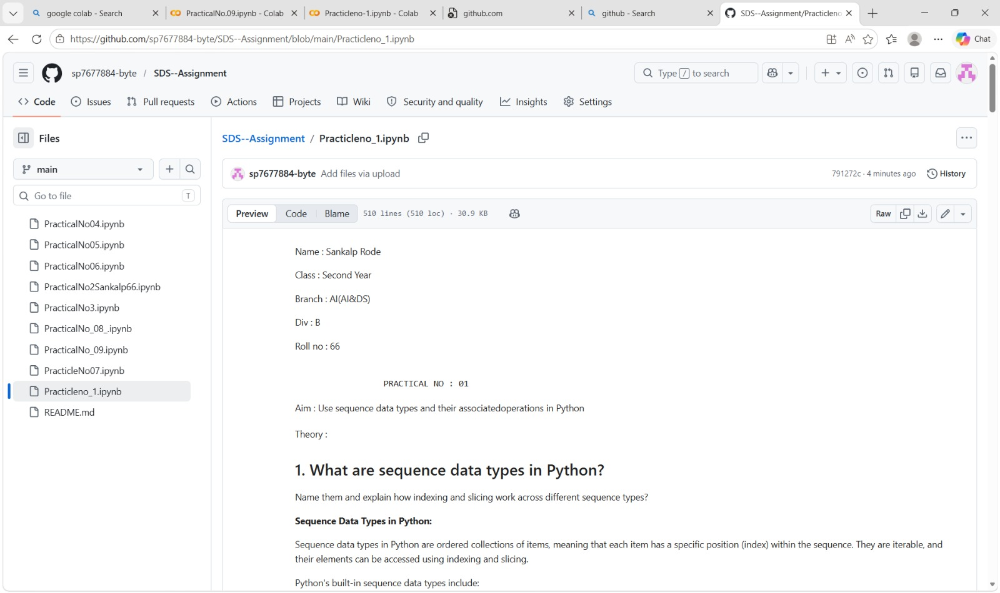 google colab - Search
PracticalNo.09.ipynb - Colab
Practicleno-1.ipynb - Colab
github.com
github - Search
SDS--Assignment/Practicleno
https://github.com/sp7677884-byte/SDS--Assignment/blob/main/Practicleno_1.ipynb
Chat
sp7677884-byte / SDS--Assignment
Type / to search
Code
Issues
Pull requests
Actions
Projects
Wiki
Security and quality
Insights
Settings
Files
main
Go to file
T
PracticalNo04.ipynb
PracticalNo05.ipynb
PracticalNo06.ipynb
PracticalNo2Sankalp66.ipynb
PracticalNo3.ipynb
PracticalNo_08_.ipynb
PracticalNo_09.ipynb
PracticleNo07.ipynb
Practicleno_1.ipynb
README.md
SDS--Assignment / Practicleno_1.ipynb
sp7677884-byte Add files via upload
791272c · 4 minutes ago
History
Preview
Code
Blame
510 lines (510 loc) · 30.9 KB
Raw
Name : Sankalp Rode
Class : Second Year
Branch : AI(AI&DS)
Div : B
Roll no : 66
PRACTICAL NO : 01
Aim : Use sequence data types and their associatedoperations in Python
Theory :
1. What are sequence data types in Python?
Name them and explain how indexing and slicing work across different sequence types?
Sequence Data Types in Python:
Sequence data types in Python are ordered collections of items, meaning that each item has a specific position (index) within the sequence. They are iterable, and
their elements can be accessed using indexing and slicing.
Python's built-in sequence data types include: